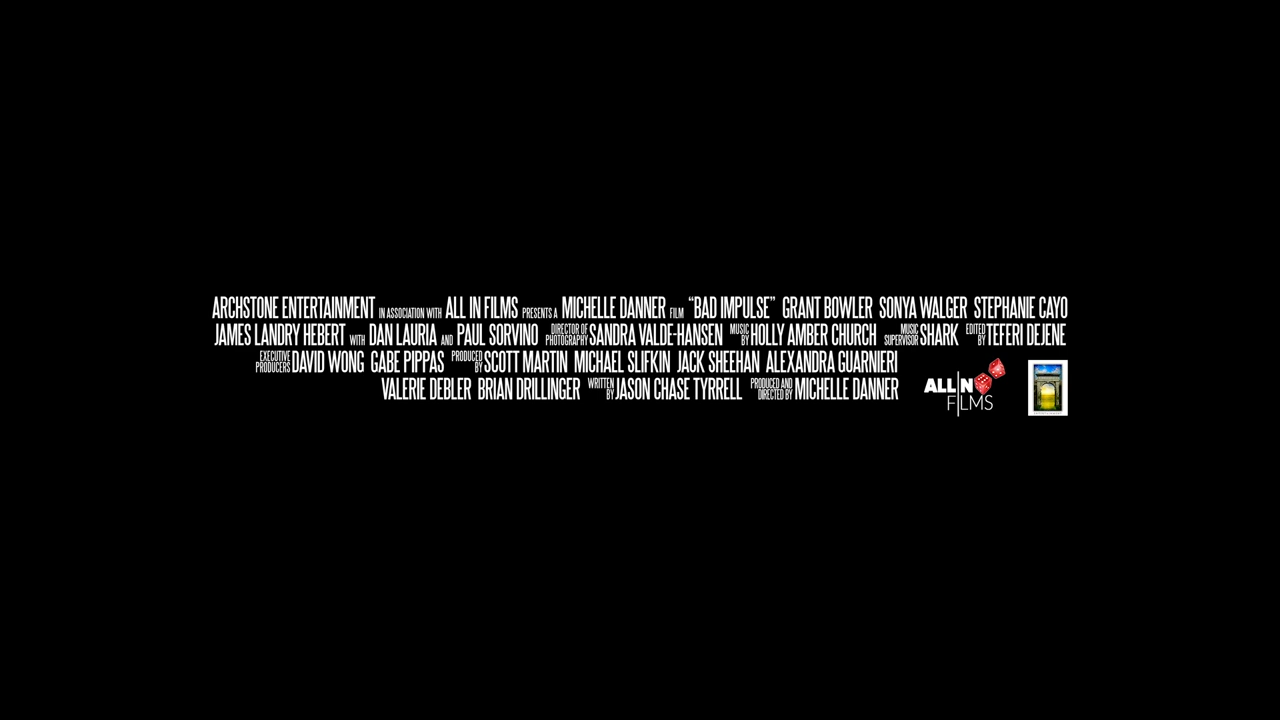 ARCHSTONE ENTERTAINMENT IN ASSOCIATION WITH ALL IN FILMS PRESENTS A MICHELLE DANNER FILM “BAD IMPULSE” GRANT BOWLER SONYA WALGER STEPHANIE CAYO
JAMES LANDRY HEBERT WITH DAN LAURIA AND PAUL SORVINO DIRECTOR OF PHOTOGRAPHY SANDRA VALDE-HANSEN MUSIC BY HOLLY AMBER CHURCH MUSIC SUPERVISOR SHARK EDITED BY TEFERI DEJENE
EXECUTIVE PRODUCERS DAVID WONG GABE PIPPAS PRODUCED BY SCOTT MARTIN MICHAEL SLIFKIN JACK SHEEHAN ALEXANDRA GUARNIERI
VALERIE DEBLER BRIAN DRILLINGER WRITTEN BY JASON CHASE TYRRELL PRODUCED AND DIRECTED BY MICHELLE DANNER
ALL IN
FILMS